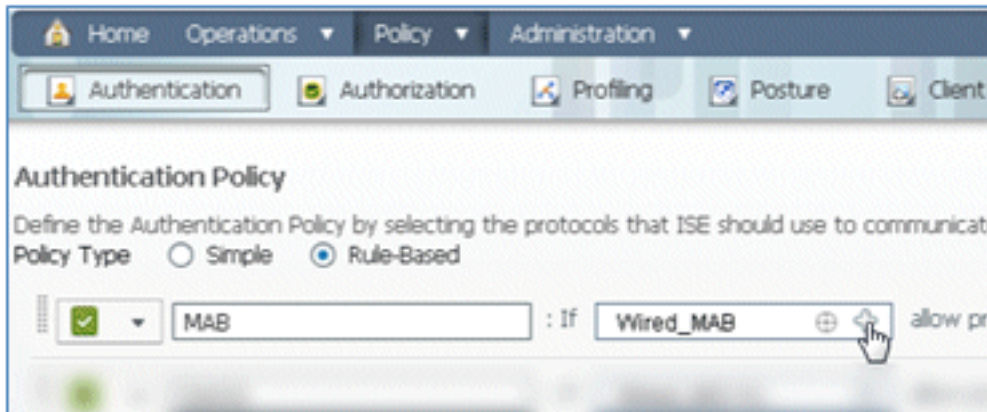 Home Operations Policy Administration
Authentication Authorization Profiling Posture Client
Authentication Policy
Define the Authentication Policy by selecting the protocols that ISE should use to communicat
Policy Type Simple Rule-Based
MAB : If Wired_MAB allow pr